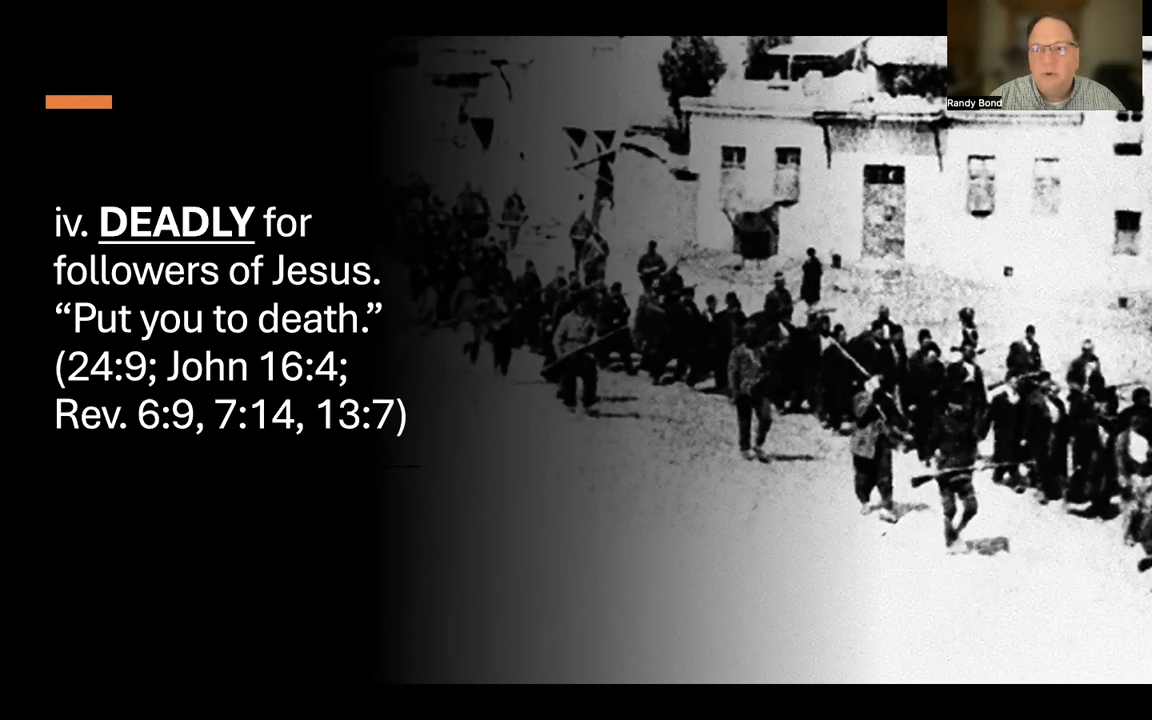 Randy Bond
iv. DEADLY for
followers of Jesus.
“Put you to death.”
(24:9; John 16:4;
Rev. 6:9, 7:14, 13:7)